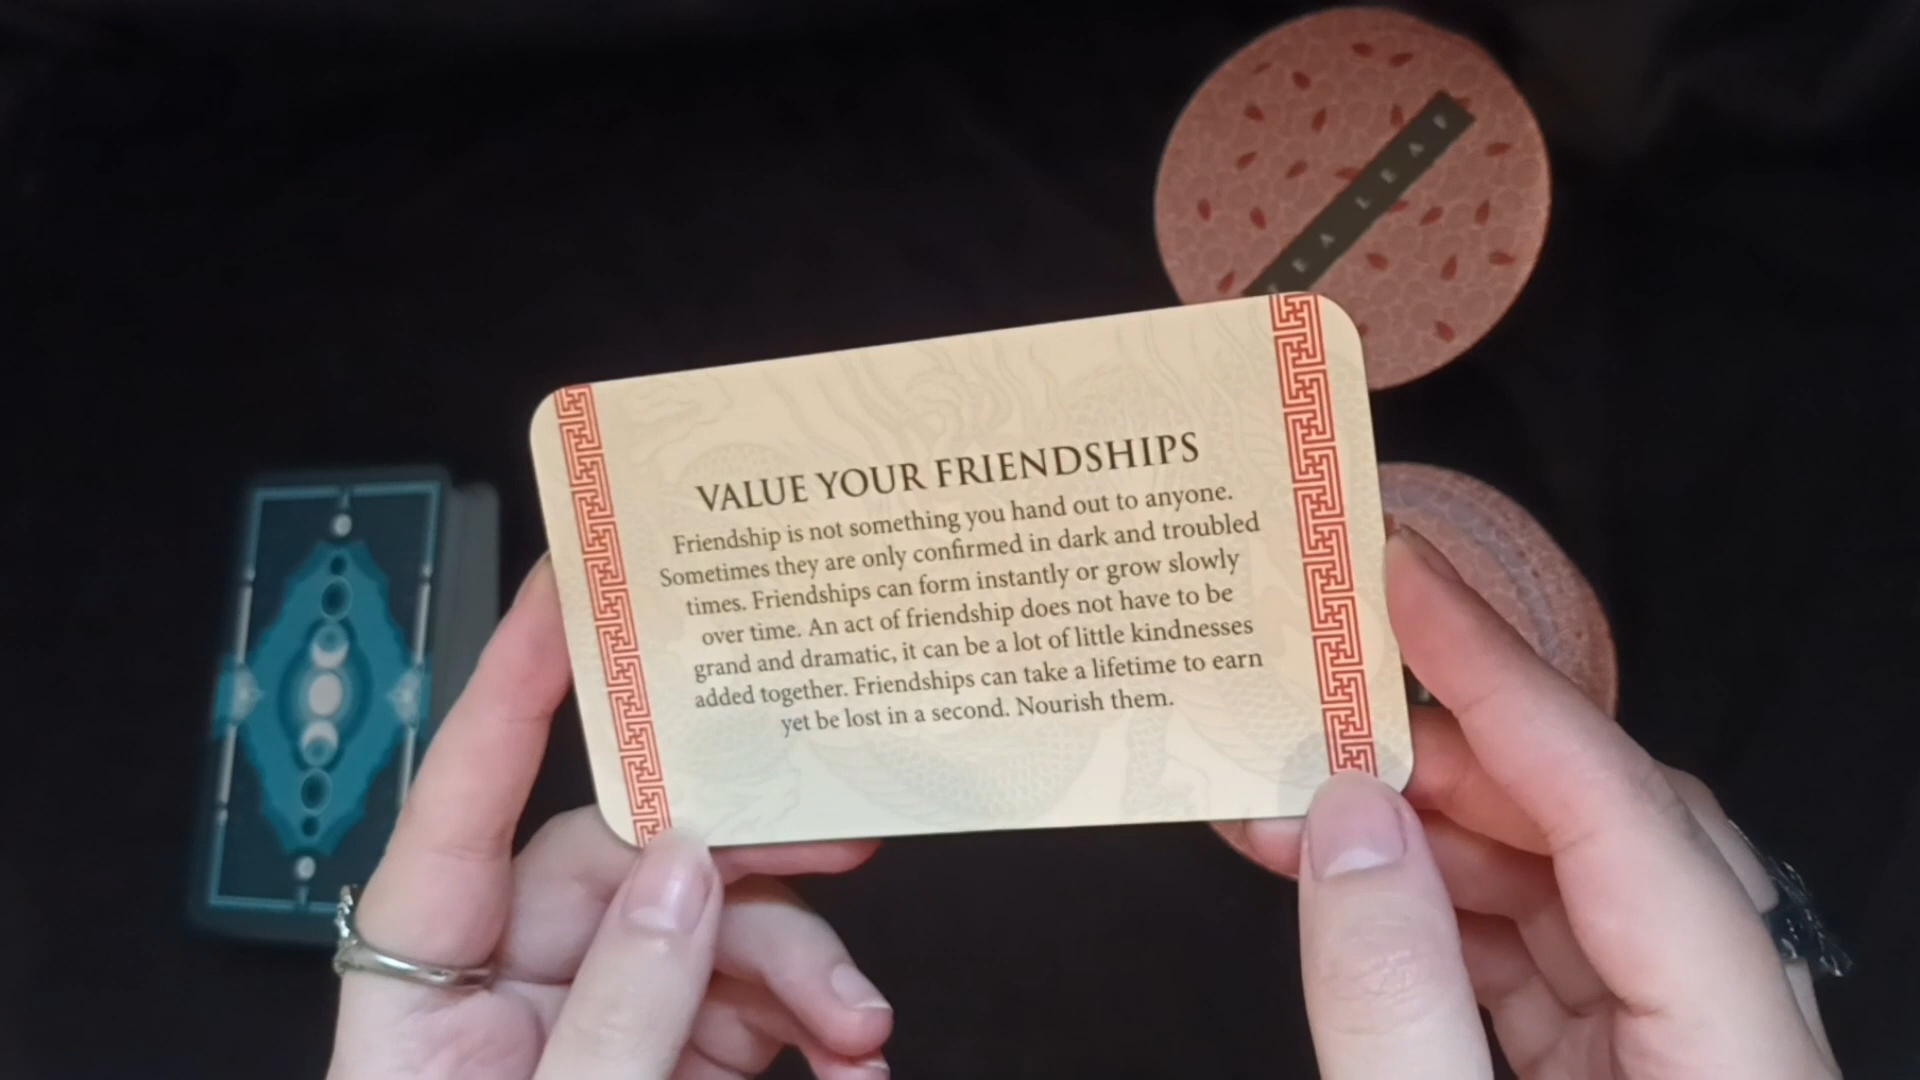 VALUE YOUR FRIENDSHIPS
Friendship is not something you hand out to anyone.
Sometimes they are only confirmed in dark and troubled
times. Friendships can form instantly or grow slowly
over time. An act of friendship does not have to be
grand and dramatic, it can be a lot of little kindnesses
added together. Friendships can take a lifetime to earn
yet be lost in a second. Nourish them.